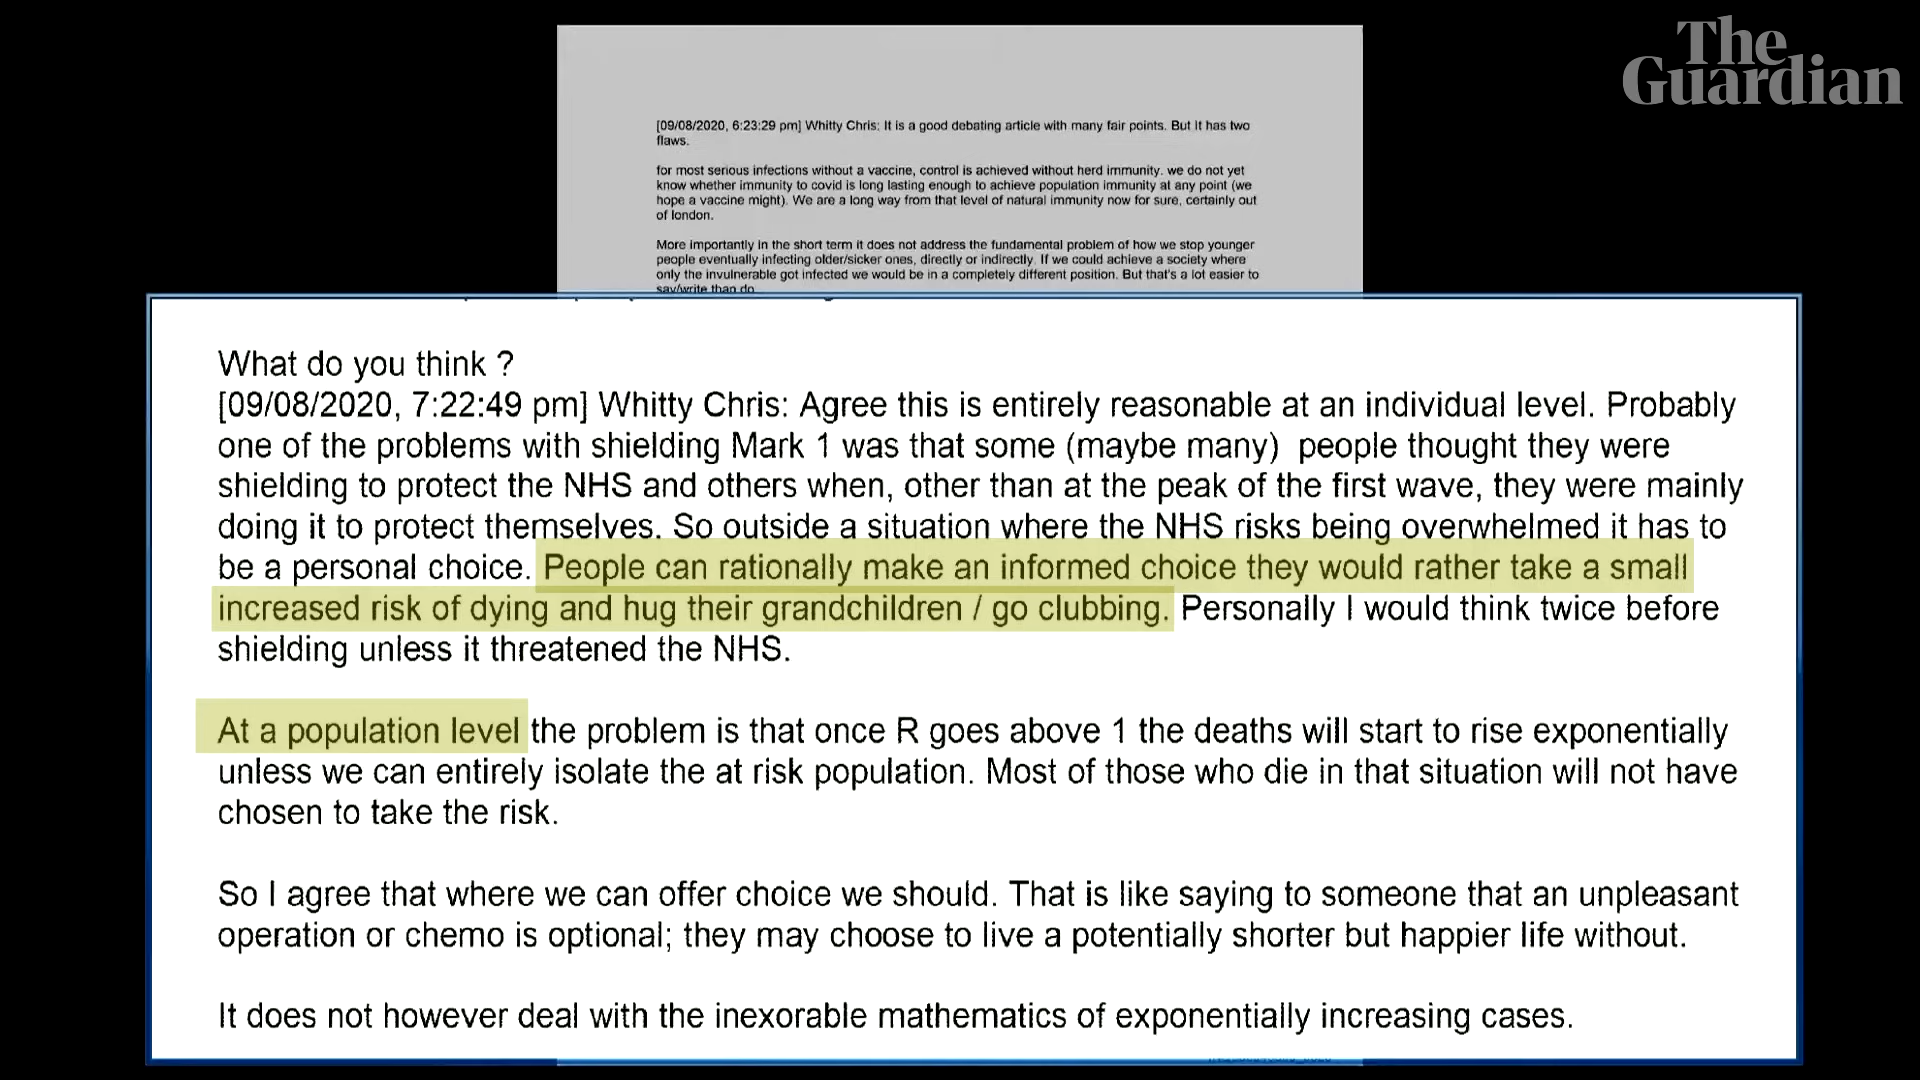 The
Guardian
[09/08/2020, 6:23:29 pm] Whitty Chris: It is a good debating article with many fair points. But it has two
flaws.
for most serious infections without a vaccine, control is achieved without herd immunity. we do not yet
know whether immunity to covid is long lasting enough to achieve population immunity at any point (we
hope a vaccine might). We are a long way from that level of natural immunity now for sure, certainly out
of london.
More importantly in the short term it does not address the fundamental problem of how we stop younger
people eventually infecting older/sicker ones, directly or indirectly. If we could achieve a society where
only the invulnerable got infected we would be in a completely different position. But that's a lot easier to
say/write than do
What do you think ?
[09/08/2020, 7:22:49 pm] Whitty Chris: Agree this is entirely reasonable at an individual level. Probably
one of the problems with shielding Mark 1 was that some (maybe many)  people thought they were
shielding to protect the NHS and others when, other than at the peak of the first wave, they were mainly
doing it to protect themselves. So outside a situation where the NHS risks being overwhelmed it has to
be a personal choice. People can rationally make an informed choice they would rather take a small
increased risk of dying and hug their grandchildren / go clubbing. Personally I would think twice before
shielding unless it threatened the NHS.
At a population level the problem is that once R goes above 1 the deaths will start to rise exponentially
unless we can entirely isolate the at risk population. Most of those who die in that situation will not have
chosen to take the risk.
So I agree that where we can offer choice we should. That is like saying to someone that an unpleasant
operation or chemo is optional; they may choose to live a potentially shorter but happier life without.
It does not however deal with the inexorable mathematics of exponentially increasing cases.